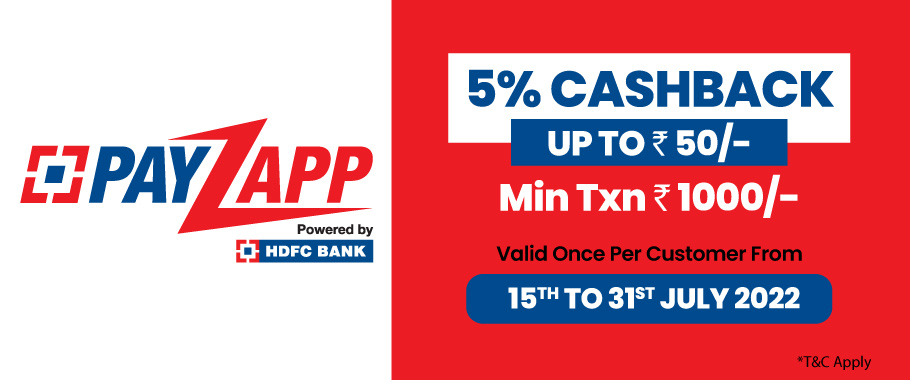 PAYZAPP
Powered by
HDFC BANK
5% CASHBACK
UP TO ₹ 50/-
Min Txn ₹ 1000/-
Valid Once Per Customer From
15TH TO 31ST JULY 2022
*T&C Apply